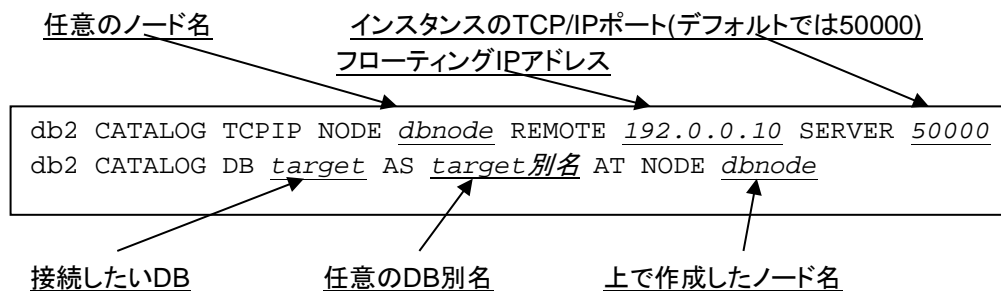 任意のノード名
インスタンスのTCP/IPポート(デフォルトでは50000)
フローティングIPアドレス
db2 CATALOG TCPIP NODE dbnode REMOTE 192.0.0.10 SERVER 50000
db2 CATALOG DB target AS target別名 AT NODE dbnode
接続したいDB
任意のDB別名
上で作成したノード名